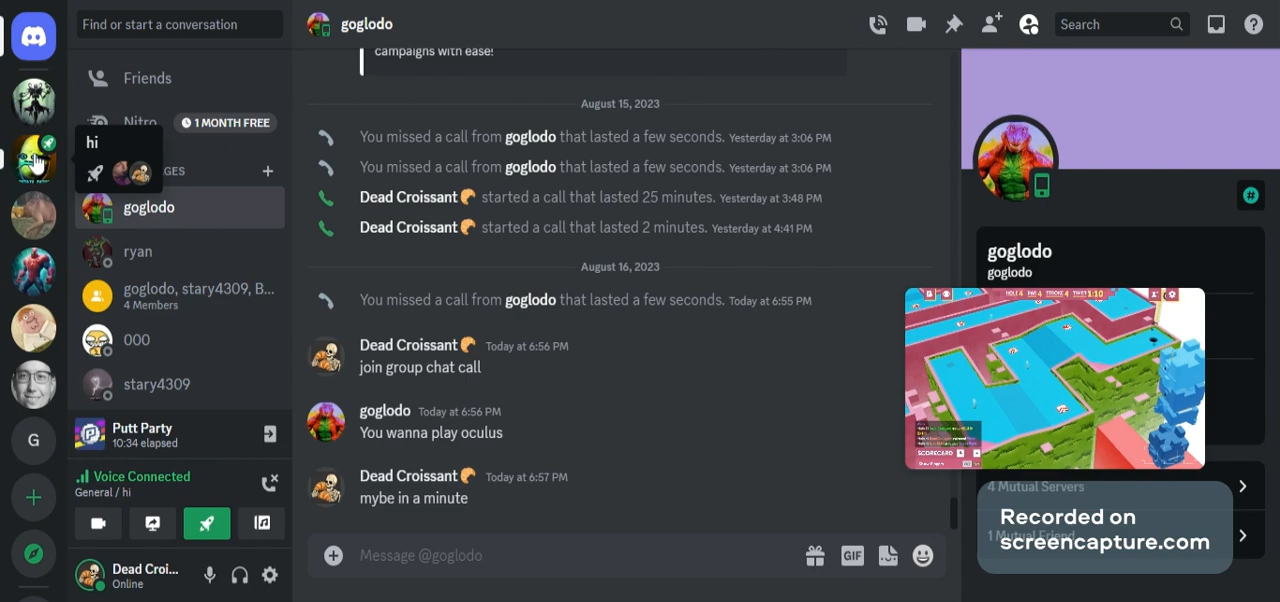 Find or start a conversation
Friends
Nitro
1 MONTH FREE
hi
AGES
goglodo
ryan
goglodo, stary4309, B...
4 Members
000
stary4309
Putt Party
10:34 elapsed
Voice Connected
General / hi
Dead Croi...
Online
G
goglodo
Search
campaigns with ease!
August 15, 2023
You missed a call from goglodo that lasted a few seconds. Yesterday at 3:06 PM
You missed a call from goglodo that lasted a few seconds. Yesterday at 3:06 PM
Dead Croissant🥐 started a call that lasted 25 minutes. Yesterday at 3:48 PM
Dead Croissant🥐 started a call that lasted 2 minutes. Yesterday at 4:41 PM
August 16, 2023
You missed a call from goglodo that lasted a few seconds. Today at 6:55 PM
Dead Croissant🥐 Today at 6:56 PM
join group chat call
goglodo Today at 6:56 PM
You wanna play oculus
Dead Croissant🥐 Today at 6:57 PM
mybe in a minute
Message @goglodo
GIF
goglodo
goglodo
SCORECARD
4 Mutual Servers
1 Mutual Friend
Recorded on
screencapture.com